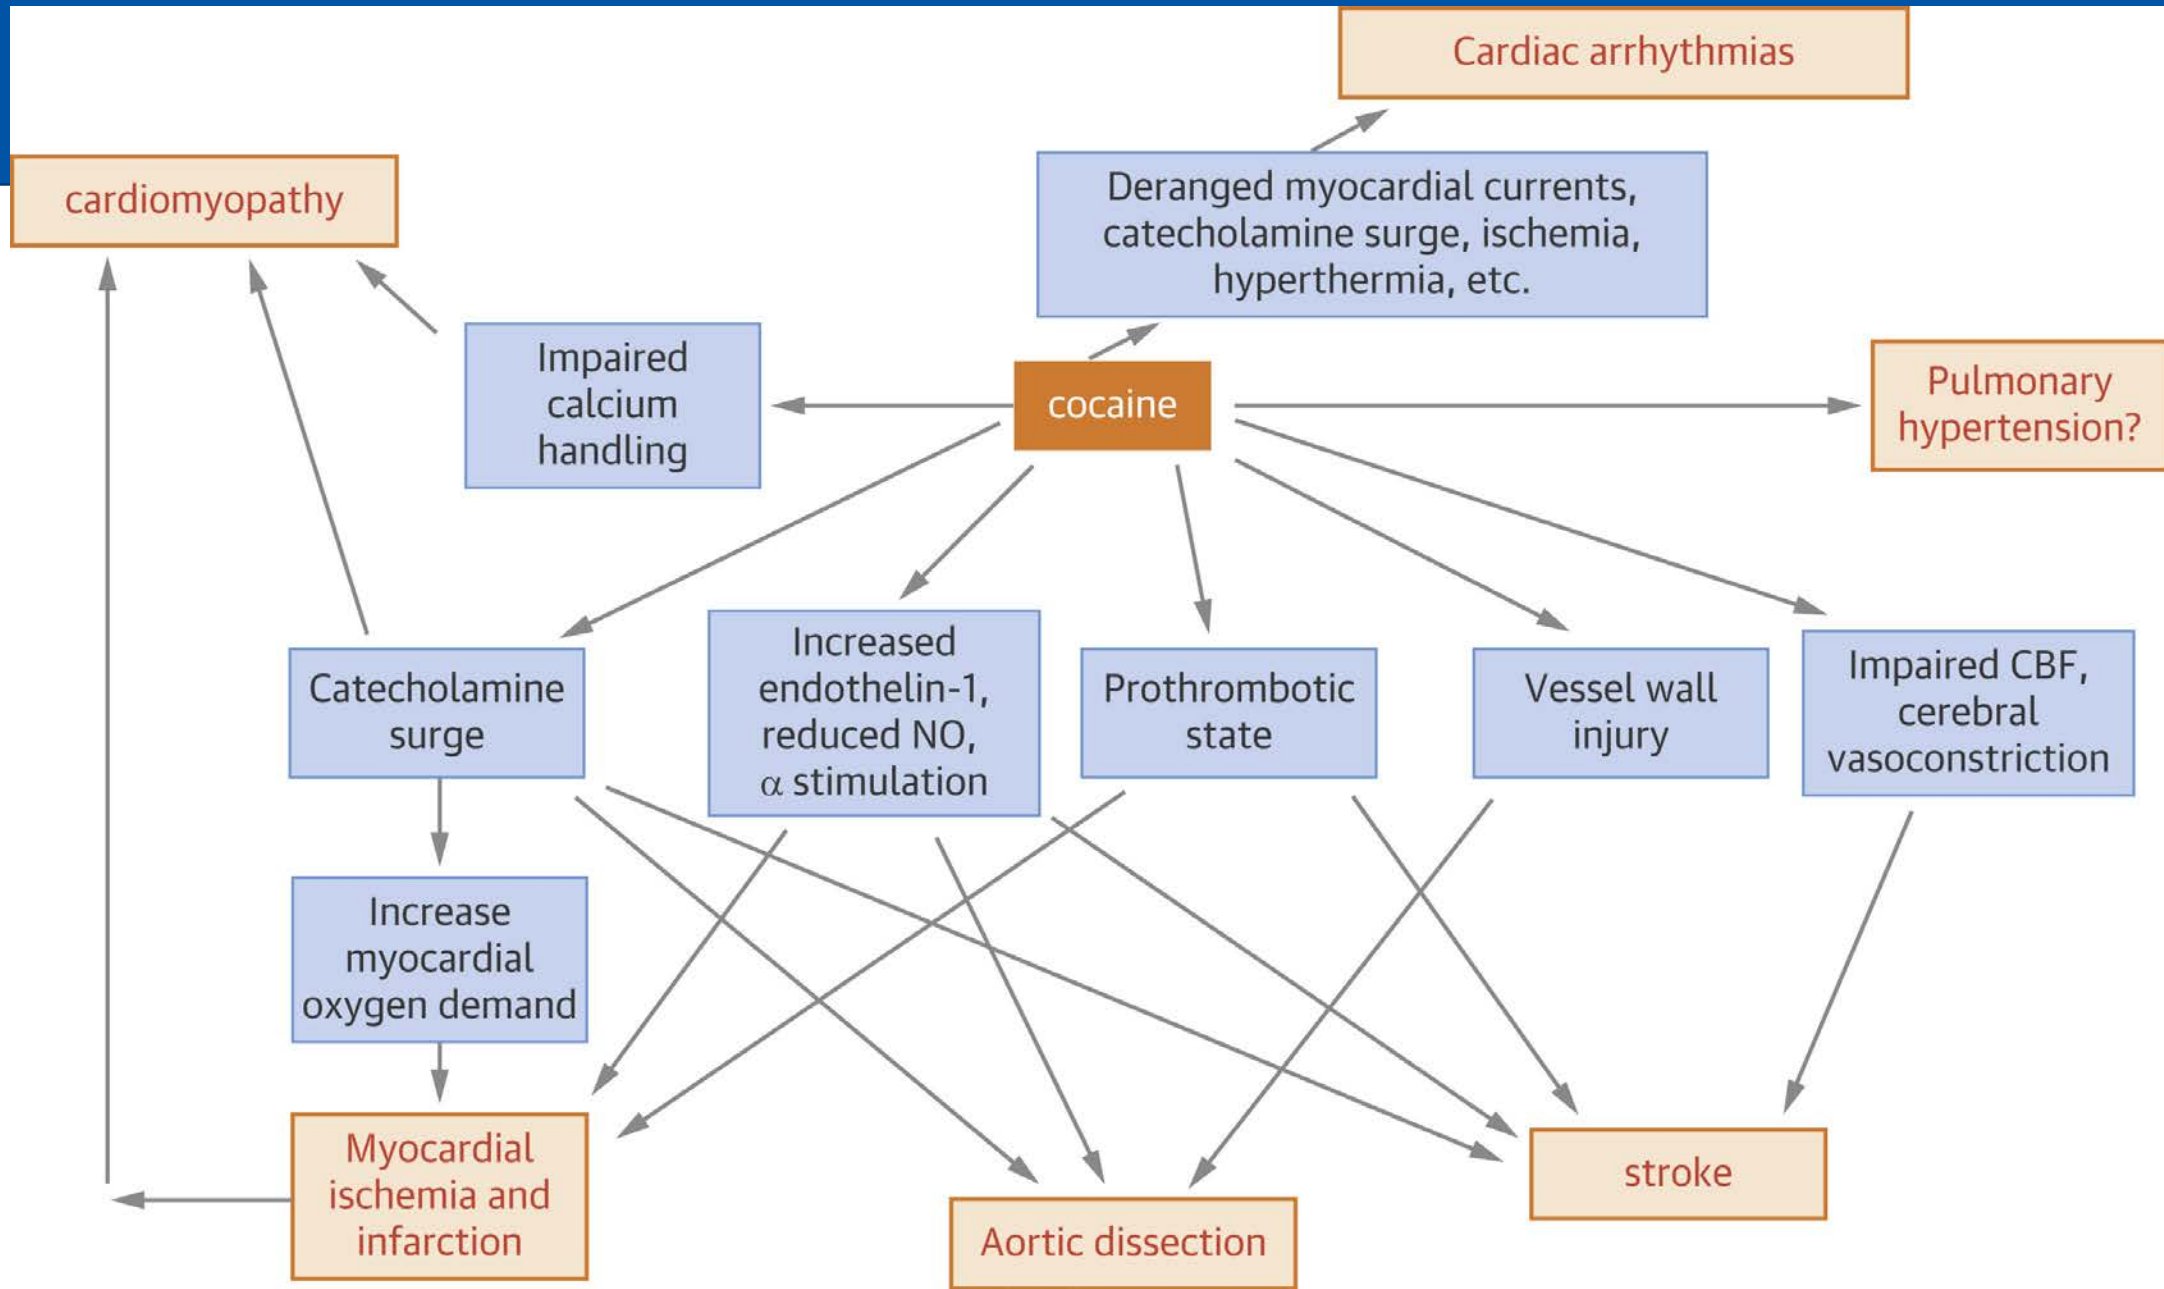 Cardiac arrhythmias
cardiomyopathy
Deranged myocardial currents,
catecholamine surge, ischemia,
hyperthermia, etc.
Impaired
calcium
handling
cocaine
Pulmonary
hypertension?
Catecholamine
surge
Increased
endothelin-1,
reduced NO,
α stimulation
Prothrombotic
state
Vessel wall
injury
Impaired CBF,
cerebral
vasoconstriction
Increase
myocardial
oxygen demand
Myocardial
ischemia and
infarction
Aortic dissection
stroke